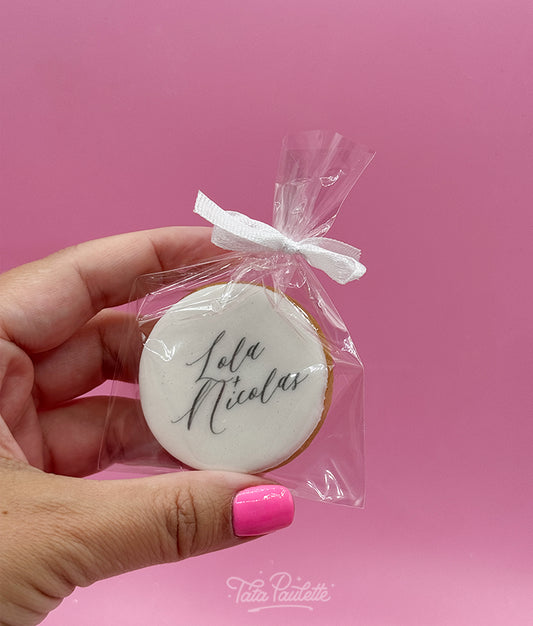 Lola
+
Nicolas
Tata Paulette